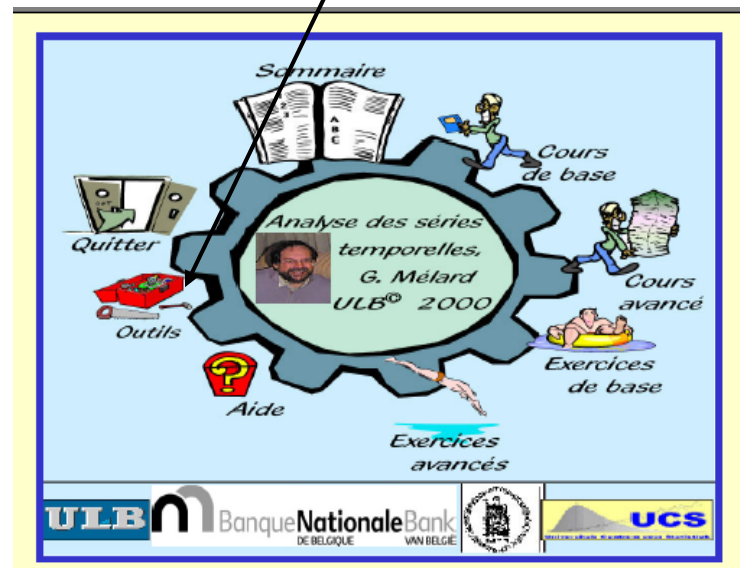 Sommaire
Cours
de base
Quitter
Analyse des séries
temporelles,
G. Mélard
ULB© 2000
Cours
avancé
Outils
Exercices
de base
Aide
Exercices
avancés
ULB
BanqueNationaleBank
DE BELGIQUE
VAN BELGIË
UCS